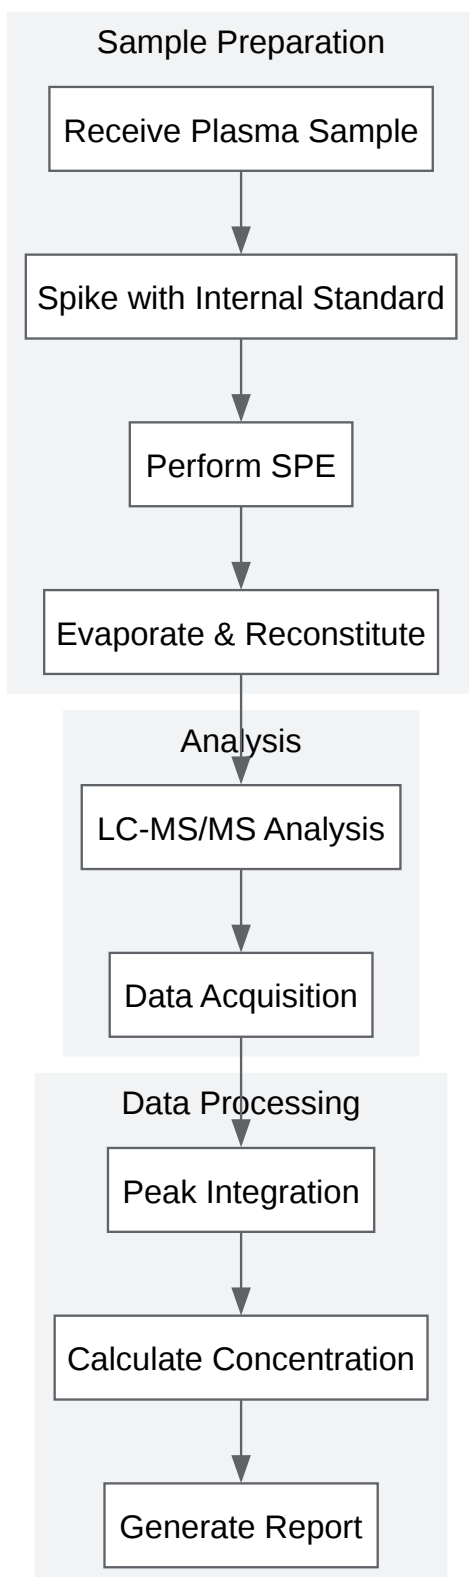 Sample Preparation
Receive Plasma Sample
Spike with Internal Standard
Perform SPE
Evaporate & Reconstitute
Analysis
LC-MS/MS Analysis
Data Acquisition
Data Processing
Peak Integration
Calculate Concentration
Generate Report